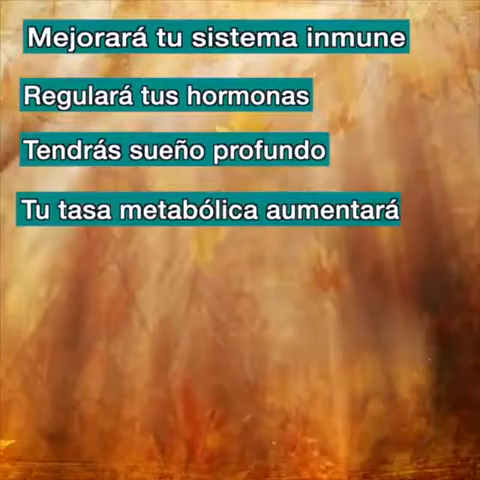 Mejorará tu sistema inmune
Regulará tus hormonas
Tendrás sueño profundo
Tu tasa metabólica aumentará